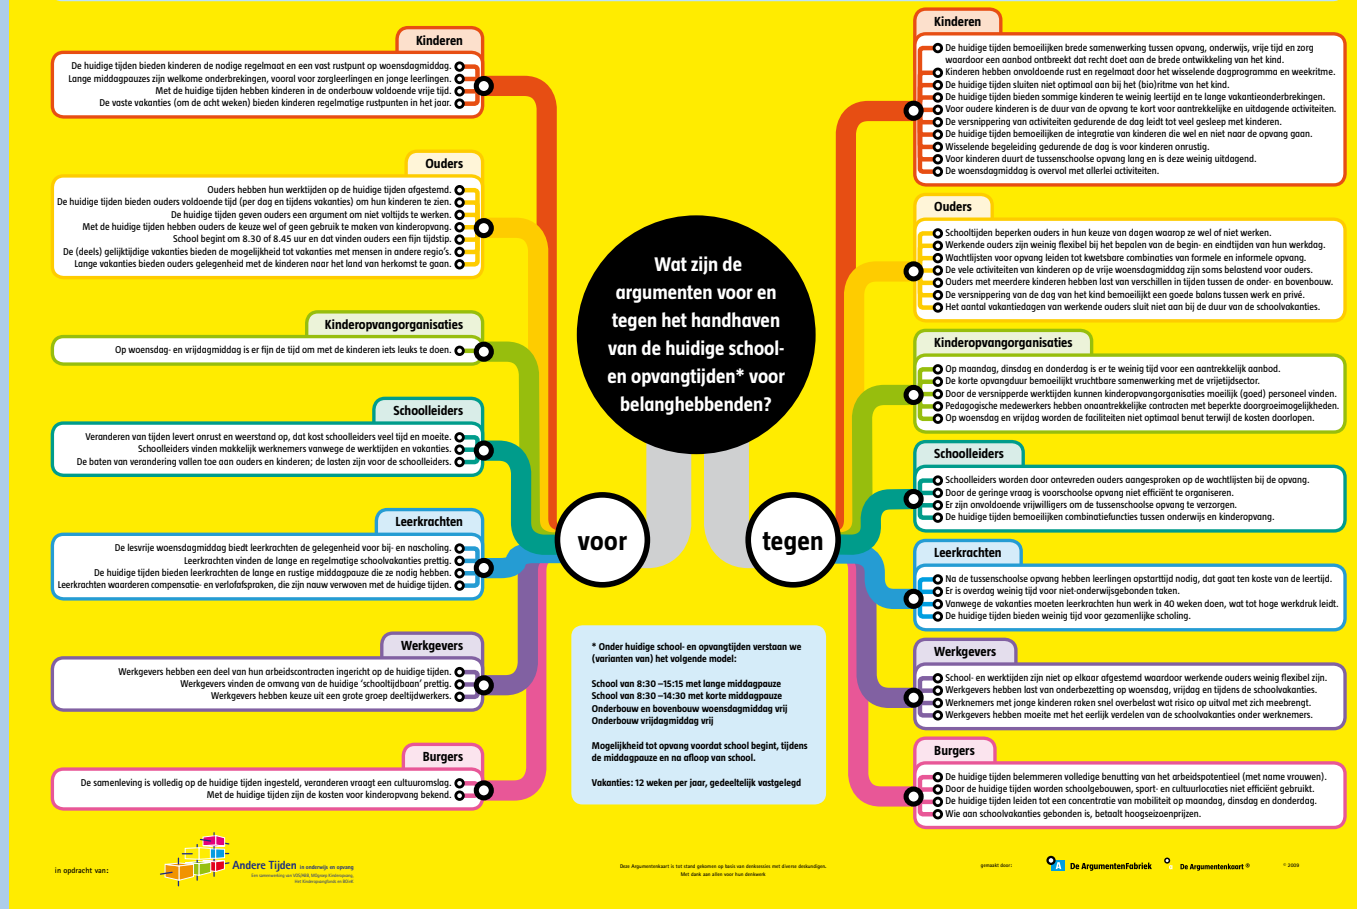 Kinderen
De huidige tijden bieden kinderen de nodige regelmaat en een vast rustpunt op woensdagmiddag.
Lange middagpauzes zijn welkome onderbrekingen, vooral voor zorgleerlingen en jonge leerlingen.
Met de huidige tijden hebben kinderen in de onderbouw voldoende vrije tijd.
De vaste vakanties (om de acht weken) bieden kinderen regelmatige rustpunten in het jaar.
Ouders
Ouders hebben hun werktijden op de huidige tijden afgestemd.
De huidige tijden bieden ouders voldoende tijd (per dag en tijdens vakanties) om hun kinderen te zien.
De huidige tijden geven ouders een argument om niet voltijds te werken.
Met de huidige tijden hebben ouders de keuze wel of geen gebruik te maken van kinderopvang.
School begint om 8.30 of 8.45 uur en dat vinden ouders een fijn tijdstip.
De (deels) gelijktijdige vakanties bieden de mogelijkheid tot vakanties met mensen in andere regio's.
Lange vakanties bieden ouders gelegenheid met de kinderen naar het land van herkomst te gaan.
Kinderopvangorganisaties
Op woensdag- en vrijdagmiddag is er fijn de tijd om met de kinderen iets leuks te doen.
Schoolleiders
Veranderen van tijden levert onrust en weerstand op, dat kost schoolleiders veel tijd en moeite.
Schoolleiders vinden makkelijk werknemers vanwege de werktijden en vakanties.
De baten van verandering vallen toe aan ouders en kinderen; de lasten zijn voor de schoolleiders.
Leerkrachten
De lesvrije woensdagmiddag biedt leerkrachten de gelegenheid voor bij- en nascholing.
Leerkrachten vinden de lange en regelmatige schoolvakanties prettig.
De huidige tijden bieden leerkrachten de lange en rustige middagpauze die ze nodig hebben.
Leerkrachten waarderen compensatie- en verlofafspraken, die zijn nauw verwoven met de huidige tijden.
Werkgevers
Werkgevers hebben een deel van hun arbeidscontracten ingericht op de huidige tijden.
Werkgevers vinden de omvang van de huidige 'schooltijdbaan' prettig.
Werkgevers hebben keuze uit een grote groep deeltijdwerkers.
Burgers
De samenleving is volledig op de huidige tijden ingesteld, veranderen vraagt een cultuuromslag.
Met de huidige tijden zijn de kosten voor kinderopvang bekend.
Wat zijn de
argumenten voor en
tegen het handhaven
van de huidige school-
en opvangtijden* voor
belanghebbenden?
voor
tegen
* Onder huidige school- en opvangtijden verstaan we
(varianten van) het volgende model:
School van 8:30 –15:15 met lange middagpauze
School van 8:30 –14:30 met korte middagpauze
Onderbouw en bovenbouw woensdagmiddag vrij
Onderbouw vrijdagmiddag vrij
Mogelijkheid tot opvang voordat school begint, tijdens
de middagpauze en na afloop van school.
Vakanties: 12 weken per jaar, gedeeltelijk vastgelegd
Kinderen
De huidige tijden bemoeilijken brede samenwerking tussen opvang, onderwijs, vrije tijd en zorg
waardoor een aanbod ontbreekt dat recht doet aan de brede ontwikkeling van het kind.
Kinderen hebben onvoldoende rust en regelmaat door het wisselende dagprogramma en weekritme.
De huidige tijden sluiten niet optimaal aan bij het (bio)ritme van het kind.
De huidige tijden bieden sommige kinderen te weinig leertijd en te lange vakantieonderbrekingen.
Voor oudere kinderen is de duur van de opvang te kort voor aantrekkelijke en uitdagende activiteiten.
De versnippering van activiteiten gedurende de dag leidt tot veel gesleep met kinderen.
De huidige tijden bemoeilijken de integratie van kinderen die wel en niet naar de opvang gaan.
Wisselende begeleiding gedurende de dag is voor kinderen onrustig.
Voor kinderen duurt de tussenschoolse opvang lang en is deze weinig uitdagend.
De woensdagmiddag is overvol met allerlei activiteiten.
Ouders
Schooltijden beperken ouders in hun keuze van dagen waarop ze wel of niet werken.
Werkende ouders zijn weinig flexibel bij het bepalen van de begin- en eindtijden van hun werkdag.
Wachtlijsten voor opvang leiden tot kwetsbare combinaties van formele en informele opvang.
De vele activiteiten van kinderen op de vrije woensdagmiddag zijn soms belastend voor ouders.
Ouders met meerdere kinderen hebben last van verschillen in tijden tussen de onder- en bovenbouw.
De versnippering van de dag van het kind bemoeilijkt een goede balans tussen werk en privé.
Het aantal vakantiedagen van werkende ouders sluit niet aan bij de duur van de schoolvakanties.
Kinderopvangorganisaties
Op maandag, dinsdag en donderdag is er te weinig tijd voor een aantrekkelijk aanbod.
De korte opvangduur bemoeilijkt vruchtbare samenwerking met de vrijetijdsector.
Door de versnipperde werktijden kunnen kinderopvangorganisaties moeilijk (goed) personeel vinden.
Pedagogische medewerkers hebben onaantrekkelijke contracten met beperkte doorgroeimogelijkheden.
Op woensdag en vrijdag worden de faciliteiten niet optimaal benut terwijl de kosten doorlopen.
Schoolleiders
Schoolleiders worden door ontevreden ouders aangesproken op de wachtlijsten bij de opvang.
Door de geringe vraag is voorschoolse opvang niet efficiënt te organiseren.
Er zijn onvoldoende vrijwilligers om de tussenschoolse opvang te verzorgen.
De huidige tijden bemoeilijken combinatiefuncties tussen onderwijs en kinderopvang.
Leerkrachten
Na de tussenschoolse opvang hebben leerlingen opstarttijd nodig, dat gaat ten koste van de leertijd.
Er is overdag weinig tijd voor niet-onderwijsgebonden taken.
Vanwege de vakanties moeten leerkrachten hun werk in 40 weken doen, wat tot hoge werkdruk leidt.
De huidige tijden bieden weinig tijd voor gezamenlijke scholing.
Werkgevers
School- en werktijden zijn niet op elkaar afgestemd waardoor werkende ouders weinig flexibel zijn.
Werkgevers hebben last van onderbezetting op woensdag, vrijdag en tijdens de schoolvakanties.
Werknemers met jonge kinderen raken snel overbelast wat risico op uitval met zich meebrengt.
Werkgevers hebben moeite met het eerlijk verdelen van de schoolvakanties onder werknemers.
Burgers
De huidige tijden belemmeren volledige benutting van het arbeidspotentieel (met name vrouwen).
Door de huidige tijden worden schoolgebouwen, sport- en cultuurlocaties niet efficiënt gebruikt.
De huidige tijden leiden tot een concentratie van mobiliteit op maandag, dinsdag en donderdag.
Wie aan schoolvakanties gebonden is, betaalt hoogseizoenprijzen.
in opdracht van:
Andere Tijden in onderwijs en opvang
Een samenwerking van VOS/ABB, MOgroep Kinderopvang,
Het Kinderopvangfonds en BOinK
Deze Argumentenkaart is tot stand gekomen op basis van denksessies met diverse deskundigen.
Met dank aan allen voor hun denkwerk
gemaakt door:
A De ArgumentenFabriek
De Argumentenkaart ®
© 2009